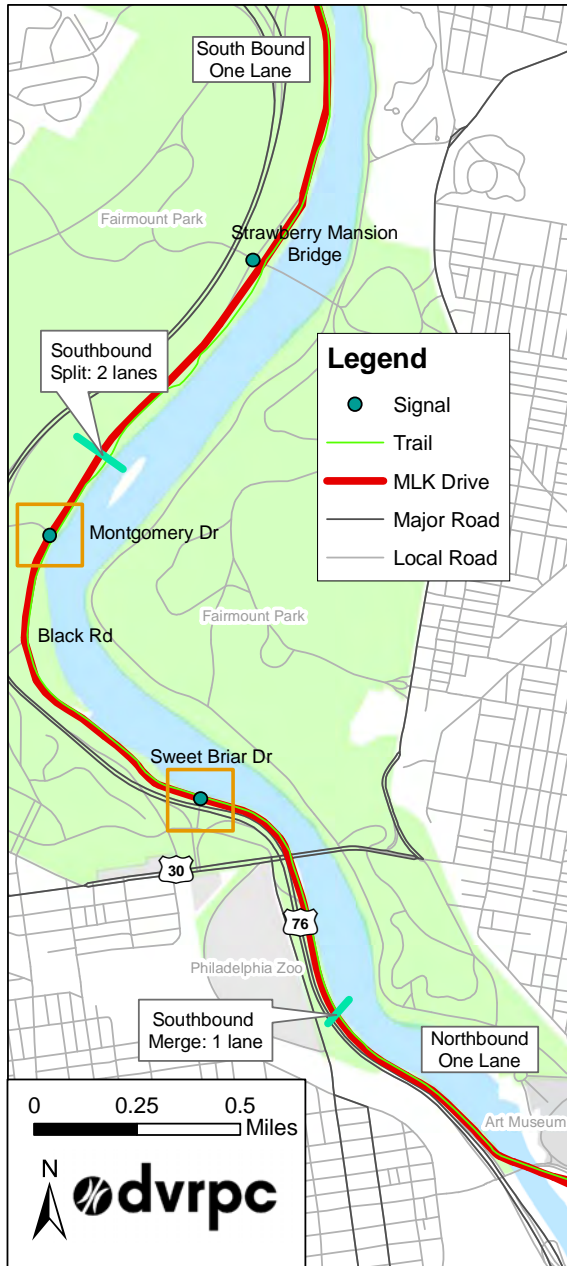 South Bound
One Lane
Fairmount Park
Strawberry Mansion
Bridge
Southbound
Split: 2 lanes
Legend
Signal
Trail
MLK Drive
Major Road
Local Road
Montgomery Dr
Fairmount Park
Black Rd
Sweet Briar Dr
30
76
Philadelphia Zoo
Southbound
Merge: 1 lane
Northbound
One Lane
Art Museum
0 0.25 0.5
Miles
N
dvrpc